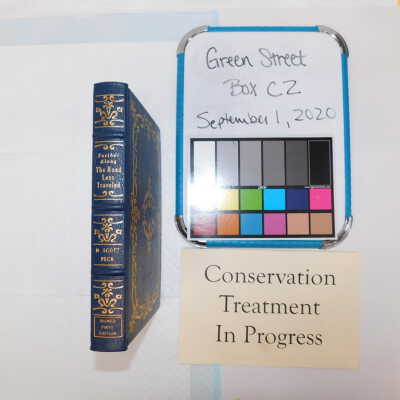 Further
Along
The Road
Less
Traveled
M. SCOTT
PECK
SIGNED
FIRST
EDITION
Green Street
Box CZ
September 1, 2020
Conservation
Treatment
In Progress